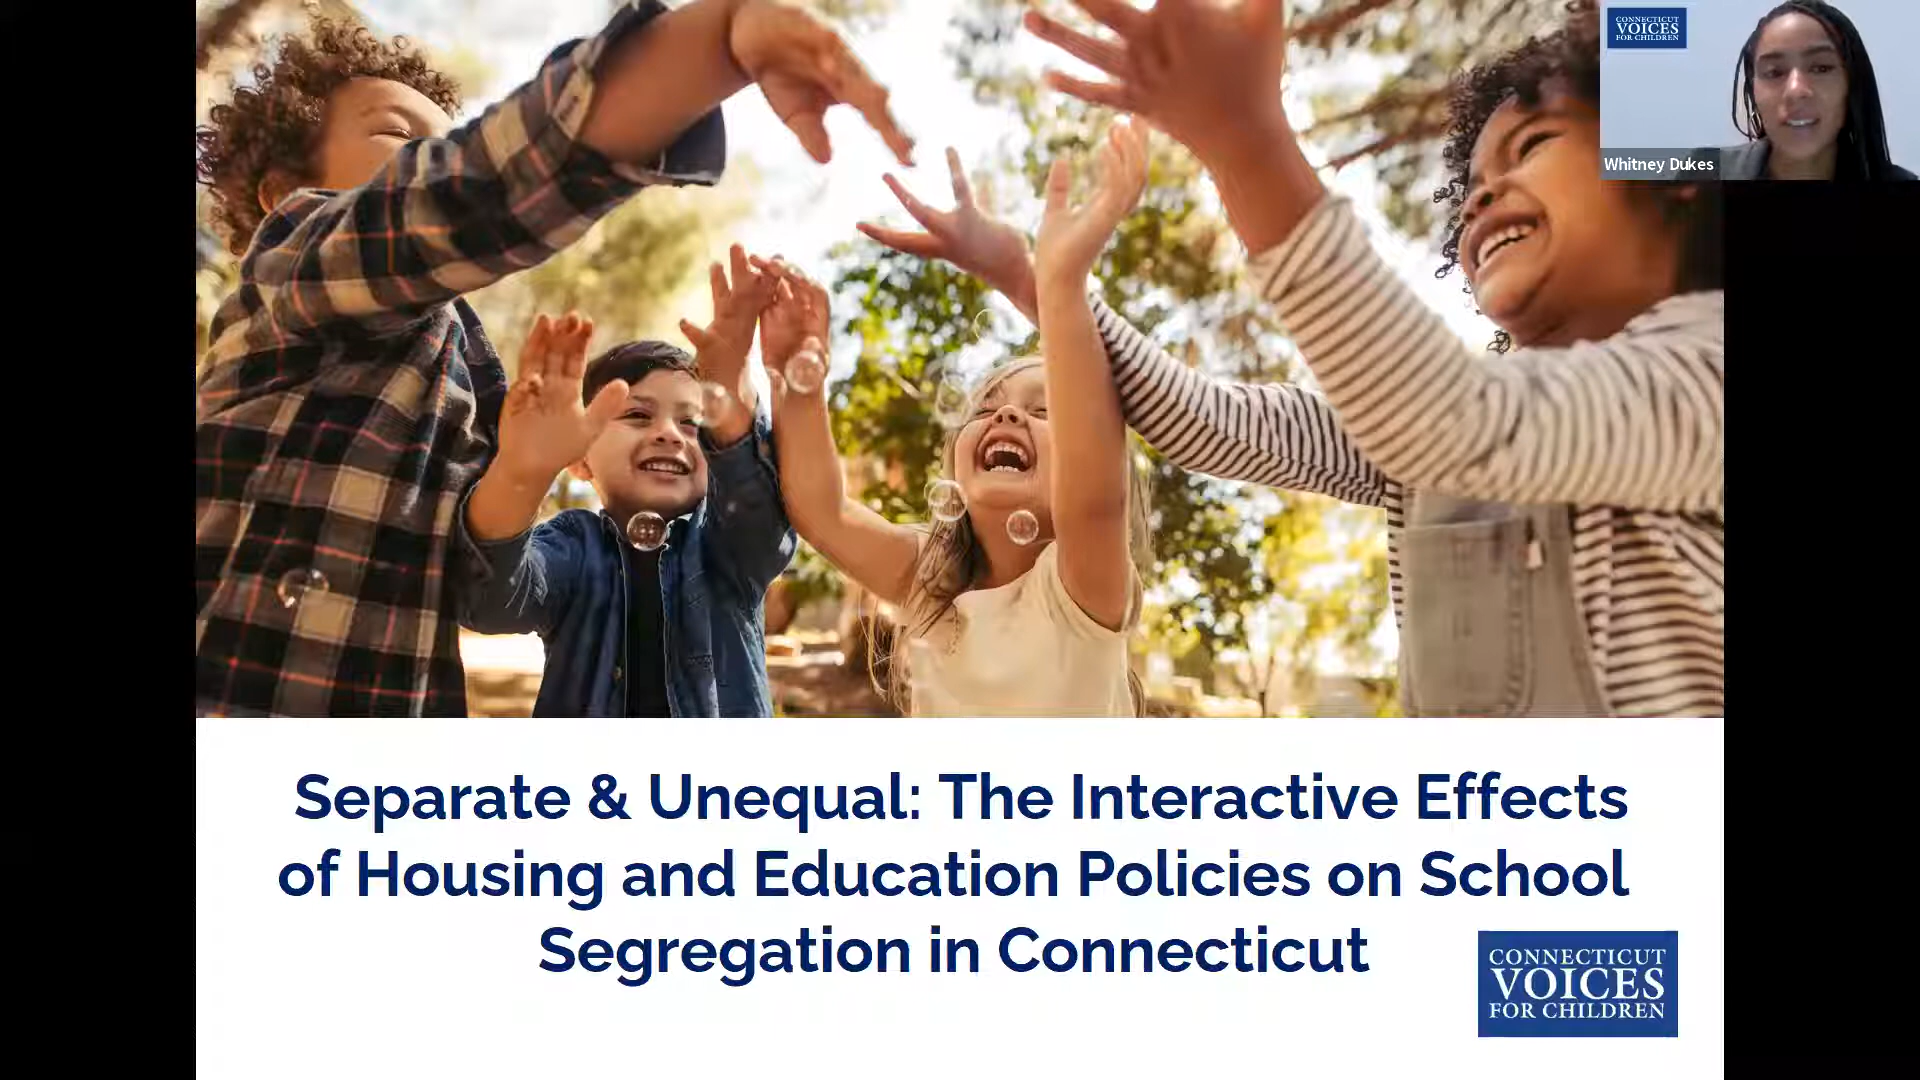 CONNECTICUT
VOICES
FOR CHILDREN
Whitney Dukes
Separate & Unequal: The Interactive Effects
of Housing and Education Policies on School
Segregation in Connecticut
CONNECTICUT
VOICES
FOR CHILDREN